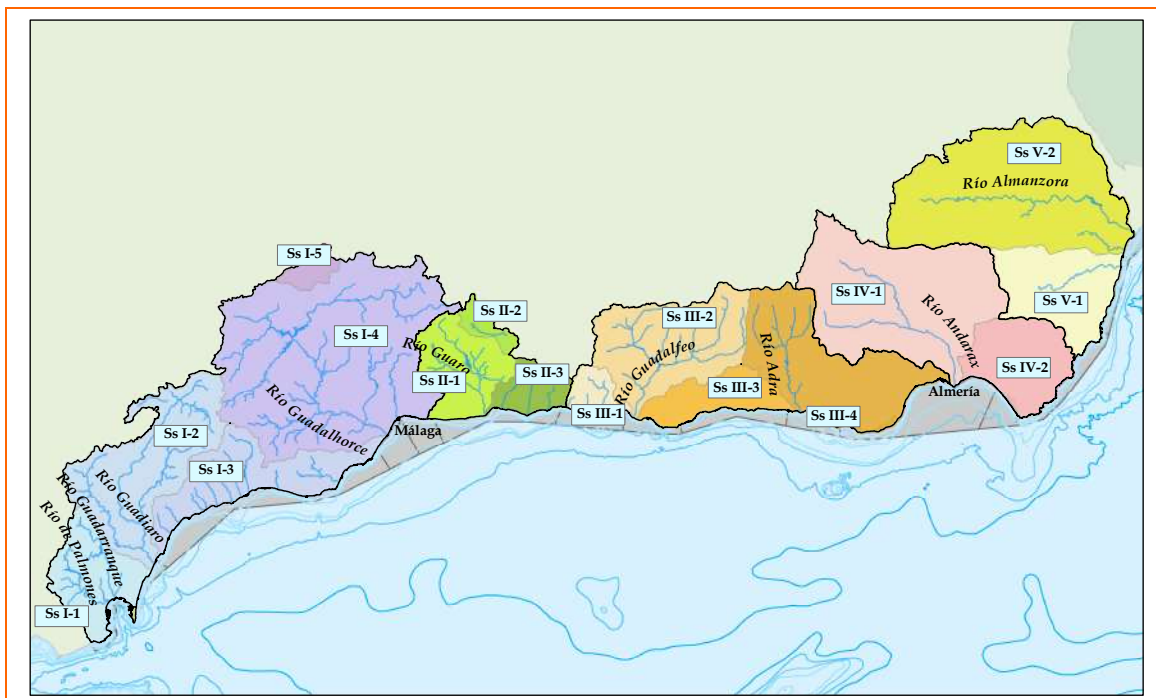 Ss V-2
Río Almanzora
Ss I-5
Ss IV-1
Ss V-1
Ss II-2
Ss III-2
Río Andarax
Ss I-4
Río Guaro
Río Guadalfeo
Río Adra
Ss IV-2
Ss II-1
Ss II-3
Ss III-3
Almería
Río Guadalhorce
Málaga
Ss III-1
Ss III-4
Ss I-2
Ss I-3
Río Guadiaro
Río Guadarranque
Río de Palmones
Ss I-1